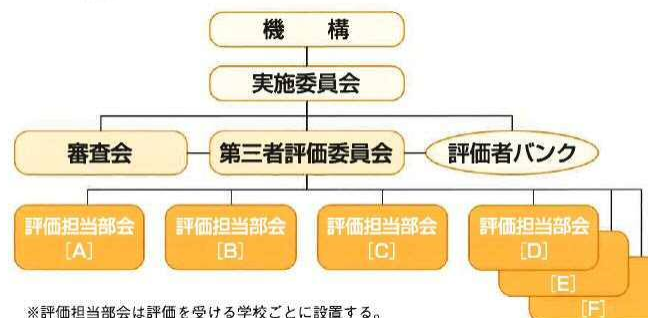 機　構
実施委員会
審査会
第三者評価委員会
評価者バンク
評価担当部会
[A]
評価担当部会
[B]
評価担当部会
[C]
評価担当部会
[D]
[E]
[F]
※評価担当部会は評価を受ける学校ごとに設置する。